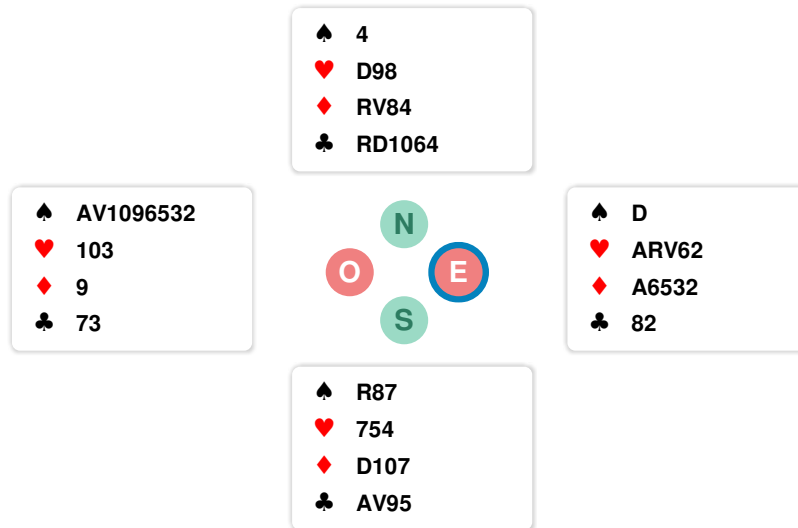 ♠ 4
♥ D98
♦ RV84
♣ RD1064
♠ AV1096532
♥ 103
♦ 9
♣ 73
N
O E
S
♠ D
♥ ARV62
♦ A6532
♣ 82
♠ R87
♥ 754
♦ D107
♣ AV95